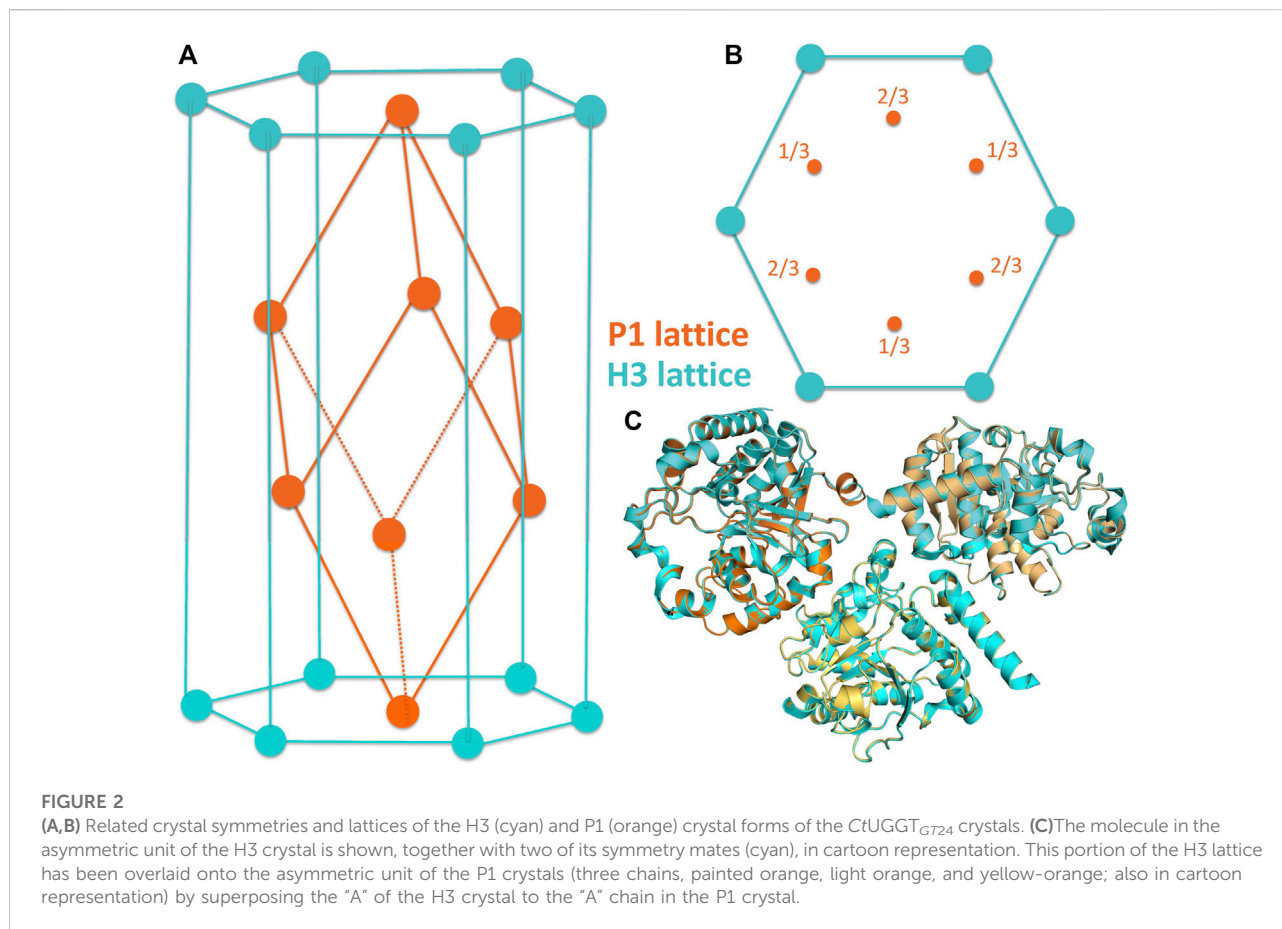 A
B
2/3
1/3
1/3
2/3
2/3
1/3
P1 lattice
H3 lattice
C
FIGURE 2
(A,B) Related crystal symmetries and lattices of the H3 (cyan) and P1 (orange) crystal forms of the CtUGGTGT24 crystals. (C)The molecule in the
asymmetric unit of the H3 crystal is shown, together with two of its symmetry mates (cyan), in cartoon representation. This portion of the H3 lattice
has been overlaid onto the asymmetric unit of the P1 crystals (three chains, painted orange, light orange, and yellow-orange; also in cartoon
representation) by superposing the “A” of the H3 crystal to the “A” chain in the P1 crystal.